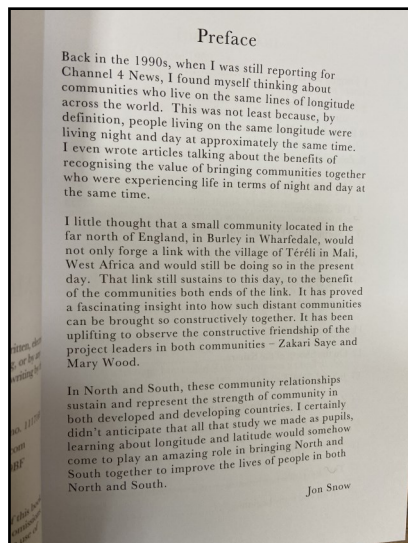 Preface
Back in the 1990s, when I was still reporting for
Channel 4 News, I found myself thinking about
communities who live on the same lines of longitude
across the world.  This was not least because, by
definition, people living on the same longitude were
living night and day at approximately the same time.
I even wrote articles talking about the benefits of
recognising the value of bringing communities together
who were experiencing life in terms of night and day at
the same time.
I little thought that a small community located in the
far north of England, in Burley in Wharfedale, would
not only forge a link with the village of Téréli in Mali,
West Africa and would still be doing so in the present
day.  That link still sustains to this day, to the benefit
of the communities both ends of the link.  It has proved
a fascinating insight into how such distant communities
can be brought so constructively together. It has been
uplifting to observe the constructive friendship of the
project leaders in both communities – Zakari Saye and
Mary Wood.
In North and South, these community relationships
sustain and represent the strength of community in
both developed and developing countries. I certainly
didn't anticipate that all that study we made as pupils,
learning about longitude and latitude would somehow
come to play an amazing role in bringing North and
South together to improve the lives of people in both
North and South.
Jon Snow
or by
writing by
no.
om
BF
this